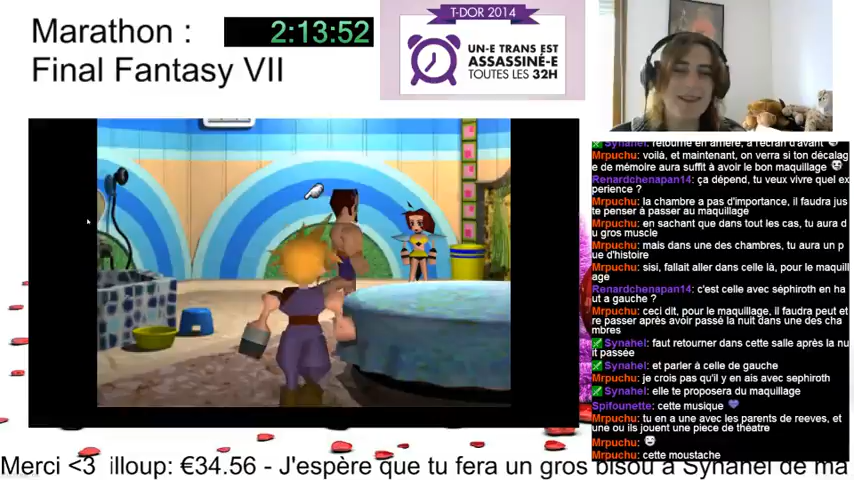 Marathon :
Final Fantasy VII
2:13:52
T-DOR 2014
UN-E TRANS EST
ASSASSINÉ-E
TOUTES LES 32H
Synahel: retourne en arrière, à l'écran d'avant
Mrpuchu: voilà, et maintenant, on verra si ton décalag
e de mémoire aura suffit à avoir le bon maquillage
Renardchenapan14: ça dépend, tu veux vivre quel ex
perience ?
Mrpuchu: la chambre a pas d'importance, il faudra jus
te penser à passer au maquillage
Mrpuchu: en sachant que dans tout les cas, tu aura d
u gros muscle
Mrpuchu: mais dans une des chambres, tu aura un p
ue d'histoire
Mrpuchu: sisi, fallait aller dans celle là, pour le maquill
age
Renardchenapan14: c'est celle avec séphiroth en ha
ut a gauche ?
Mrpuchu: ceci dit, pour le maquillage, il faudra peut et
re passer après avoir passé la nuit dans une des cha
mbres
Synahel: faut retourner dans cette salle après la nu
it passée
Synahel: et parler à celle de gauche
Mrpuchu: je crois pas qu'il y en ais avec sephiroth
Synahel: elle te proposera du maquillage
Spifounette: cette musique
Mrpuchu: tu en a une avec les parents de reeves, et
une ou ils jouent une piece de théatre
Mrpuchu:
Mrpuchu: cette moustache
Merci <3 illoup: €34.56 - J'espère que tu fera un gros bisou à Synahel de ma